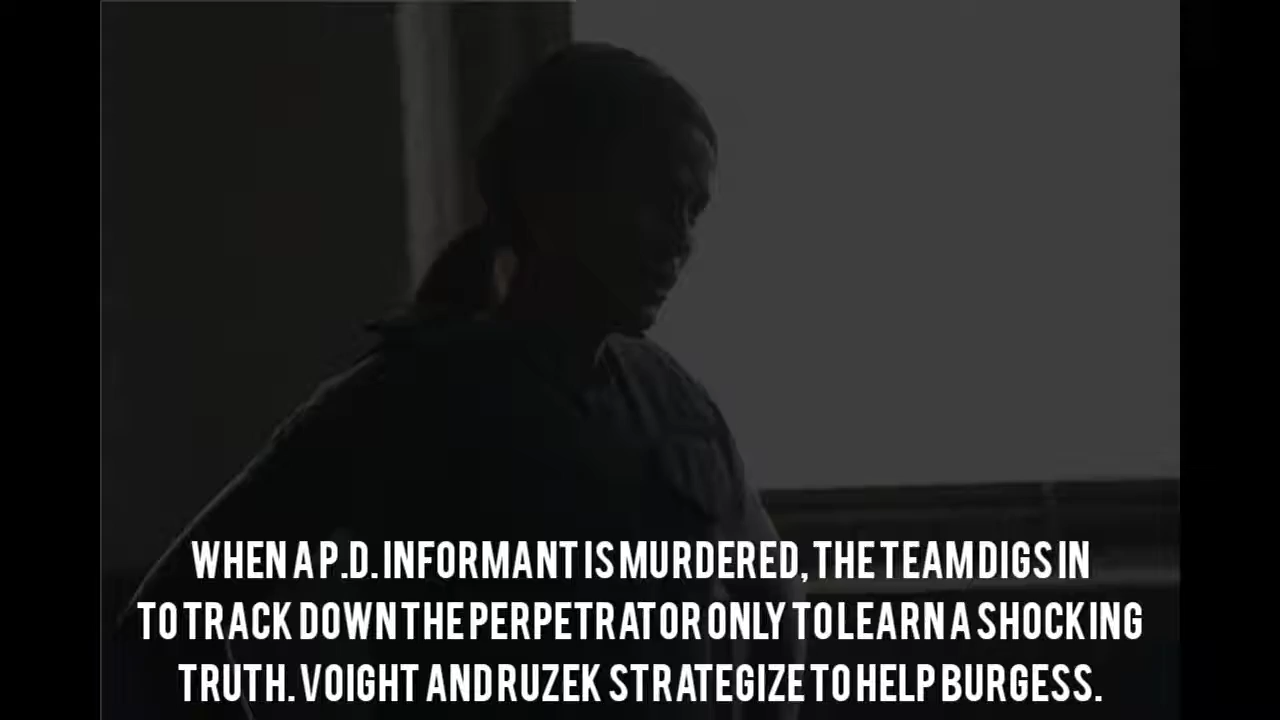 WHEN A P.D. INFORMANT IS MURDERED, THE TEAM DIGS IN
TO TRACK DOWN THE PERPETRATOR ONLY TO LEARN A SHOCKING
TRUTH. VOIGHT AND RUZEK STRATEGIZE TO HELP BURGESS.